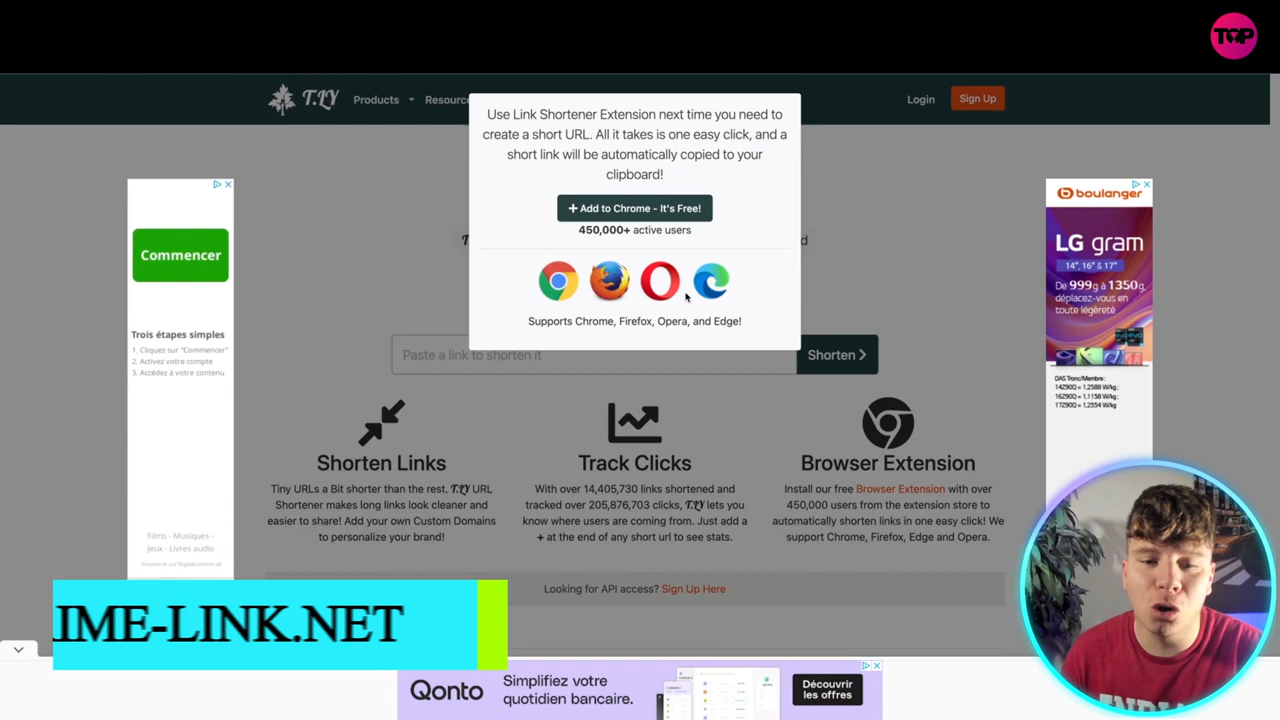 TOP
T.LY
Products
Resource
Login
Sign Up
Use Link Shortener Extension next time you need to
create a short URL. All it takes is one easy click, and a
short link will be automatically copied to your
clipboard!
+ Add to Chrome - It's Free!
450,000+ active users
Supports Chrome, Firefox, Opera, and Edge!
Paste a link to shorten it
Shorten
Commencer
Trois étapes simples
1. Cliquez sur "Commencer"
2. Activez votre compte
3. Accédez à votre contenu
Films - Musiques -
Jeux - Livres audio
boulanger
LG gram
14", 16" & 17"
De 999€ à 1350€,
déplacez-vous en
toute légèreté
DAS Tronc/Membre:
14Z90Q = 1,2588 W/kg;
16Z90Q = 1,1158 W/kg;
17Z90Q = 1,2554 W/kg
Shorten Links
Tiny URLs a Bit shorter than the rest. T.LY URL
Shortener makes long links look cleaner and
easier to share! Add your own Custom Domains
to personalize your brand!
Track Clicks
With over 14,405,730 links shortened and
tracked over 205,876,703 clicks, T.LY lets you
know where users are coming from. Just add a
+ at the end of any short url to see stats.
Browser Extension
Install our free Browser Extension with over
450,000 users from the extension store to
automatically shorten links in one easy click! We
support Chrome, Firefox, Edge and Opera.
Looking for API access? Sign Up Here
IME-LINK.NET
Qonto
Simplifiez votre
quotidien bancaire.
Découvrir
les offres